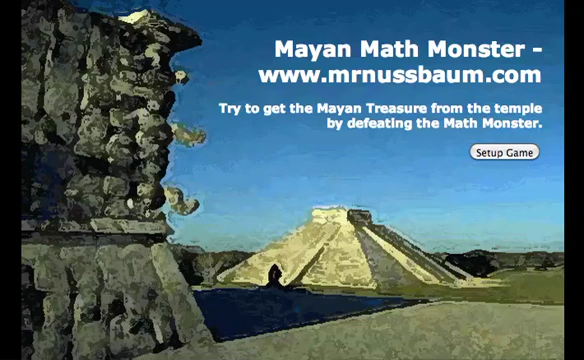 Mayan Math Monster -
www.mrnussbaum.com
Try to get the Mayan Treasure from the temple
by defeating the Math Monster.
Setup Game